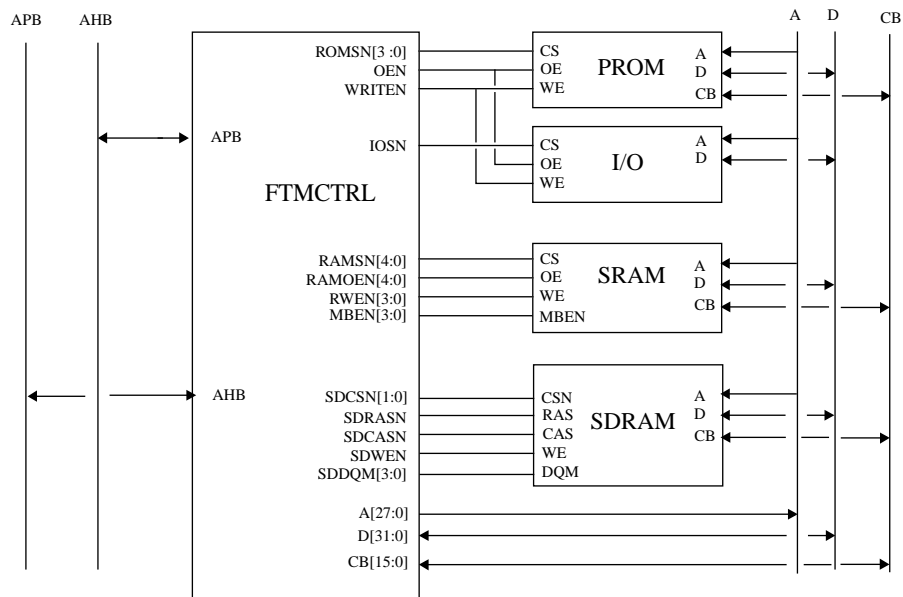 APB AHB A D CB
ROMSN[3 :0] CS A
OEN OE PROM D
WRITEN WE CB
APB IOSN CS A
OE I/O D
WE
FTMCTRL
RAMSN[4:0] CS A
RAMOEN[4:0] OE SRAM D
RWEN[3:0] WE CB
MBEN[3:0] MBEN
AHB SDCSN[1:0] CSN A
SDRASN RAS SDRAM D
SDCASN CAS CB
SDWEN WE
SDDQM[3:0] DQM
A[27:0]
D[31:0]
CB[15:0]